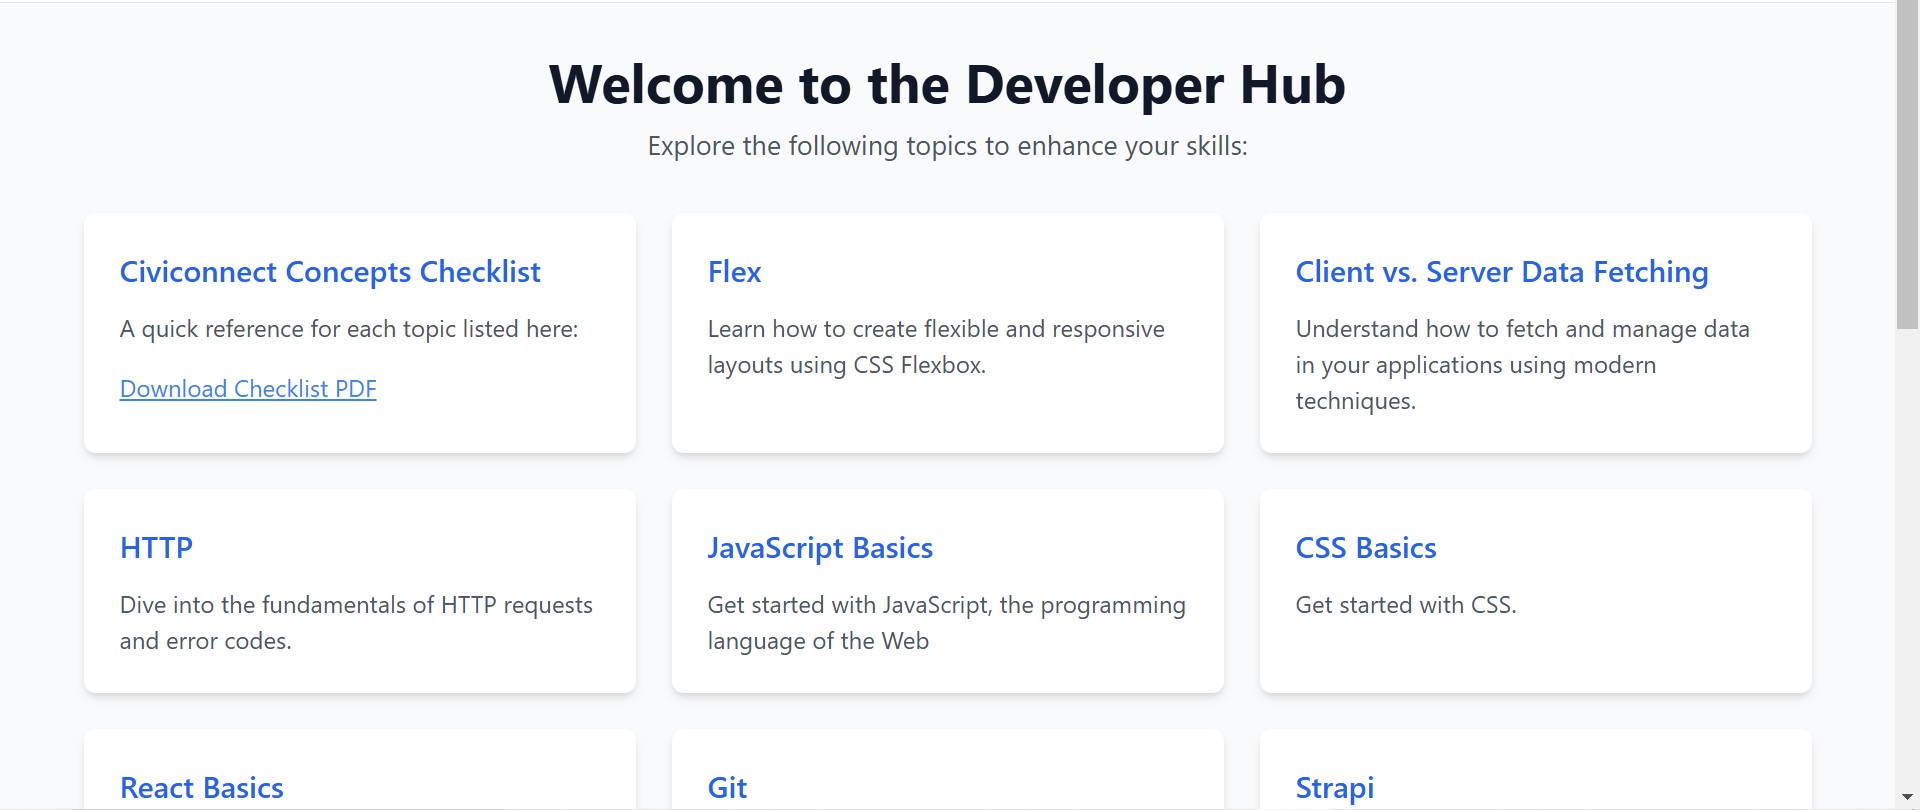 Welcome to the Developer Hub
Explore the following topics to enhance your skills:
Civiconnect Concepts Checklist
A quick reference for each topic listed here:
Download Checklist PDF
Flex
Learn how to create flexible and responsive
layouts using CSS Flexbox.
Client vs. Server Data Fetching
Understand how to fetch and manage data
in your applications using modern
techniques.
HTTP
Dive into the fundamentals of HTTP requests
and error codes.
JavaScript Basics
Get started with JavaScript, the programming
language of the Web
CSS Basics
Get started with CSS.
React Basics
Git
Strapi